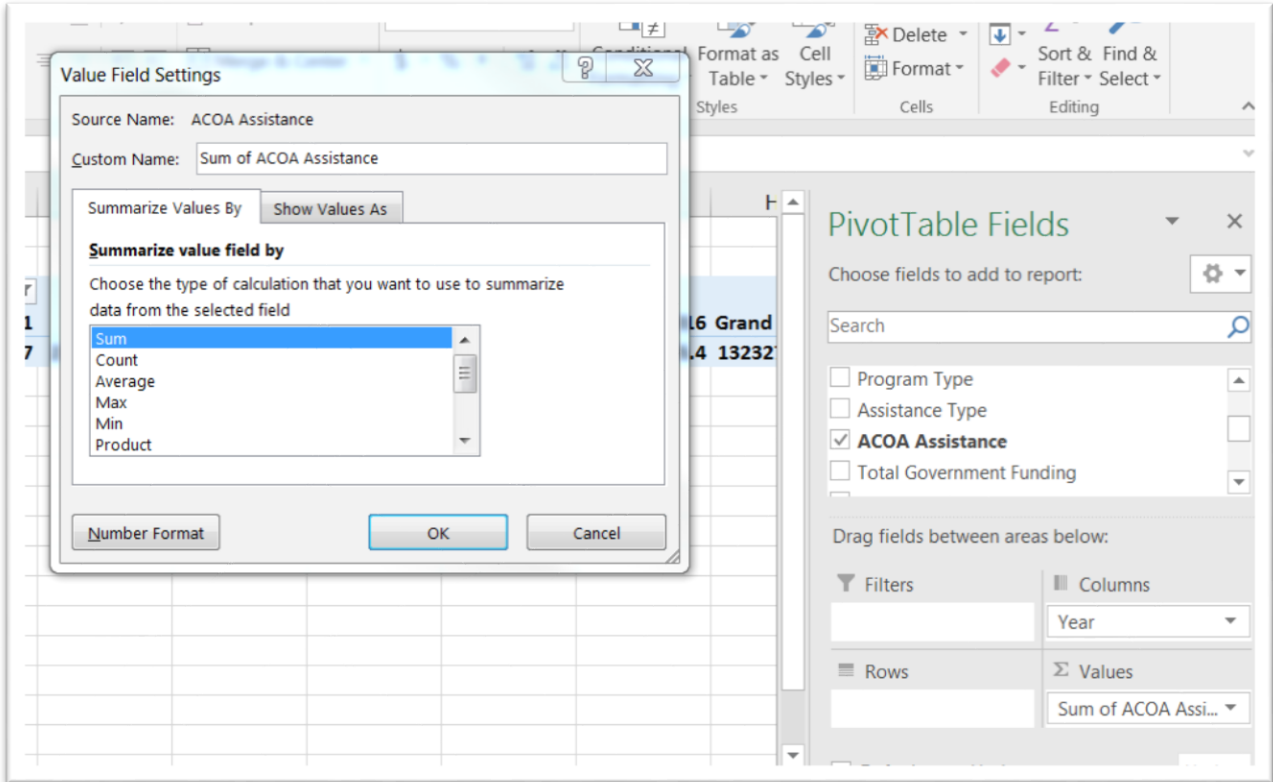 Conditional Format as Cell
Table Styles
Styles
Delete
Format
Cells
Sort & Find &
Filter Select
Editing
Merge & Center
Value Field Settings
Source Name: ACOA Assistance
Custom Name: Sum of ACOA Assistance
Summarize Values By Show Values As
Summarize value field by
Choose the type of calculation that you want to use to summarize
data from the selected field
Sum
Count
Average
Max
Min
Product
Number Format OK Cancel
H
1 16 Grand
7 .4 13232
PivotTable Fields
Choose fields to add to report:
Search
Program Type
Assistance Type
ACOA Assistance
Total Government Funding
Drag fields between areas below:
Filters Columns
Year
Rows Σ Values
Sum of ACOA Assi...